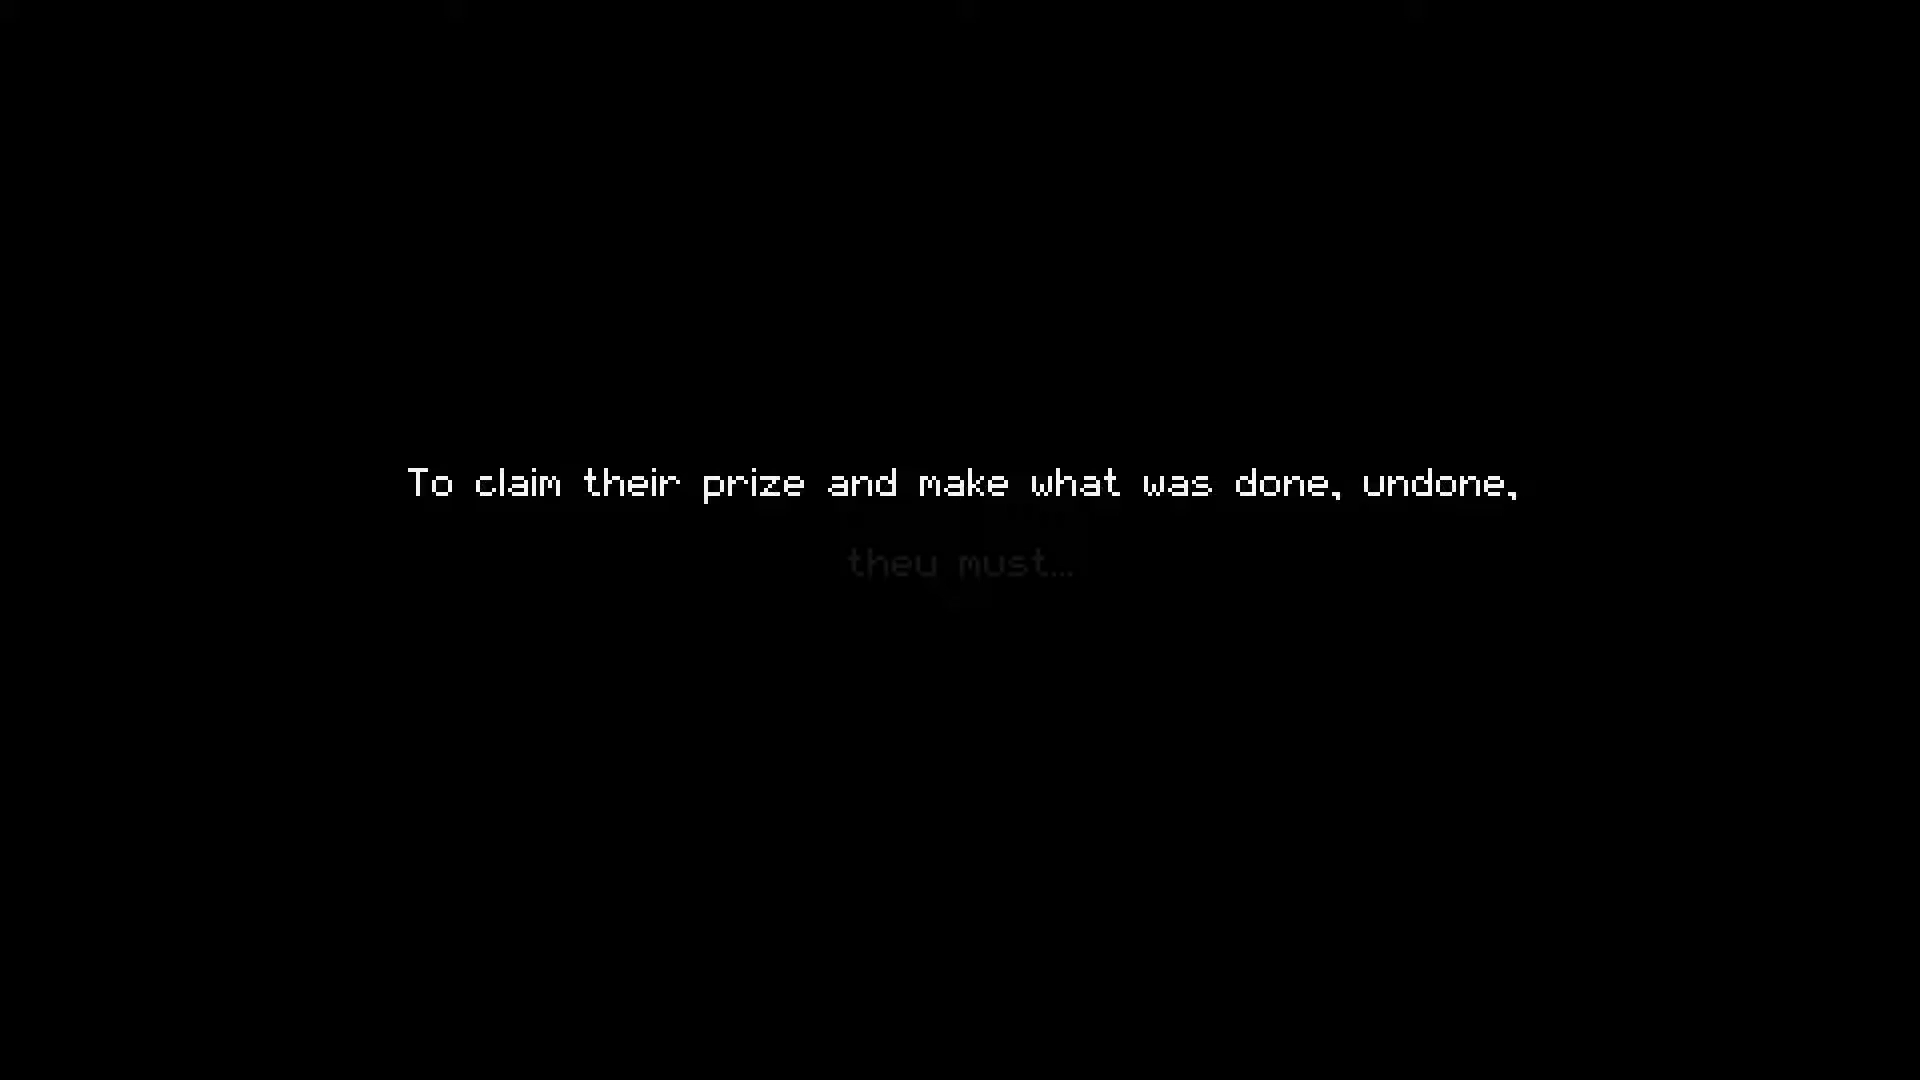 To claim their prize and make what was done, undone,
they must...